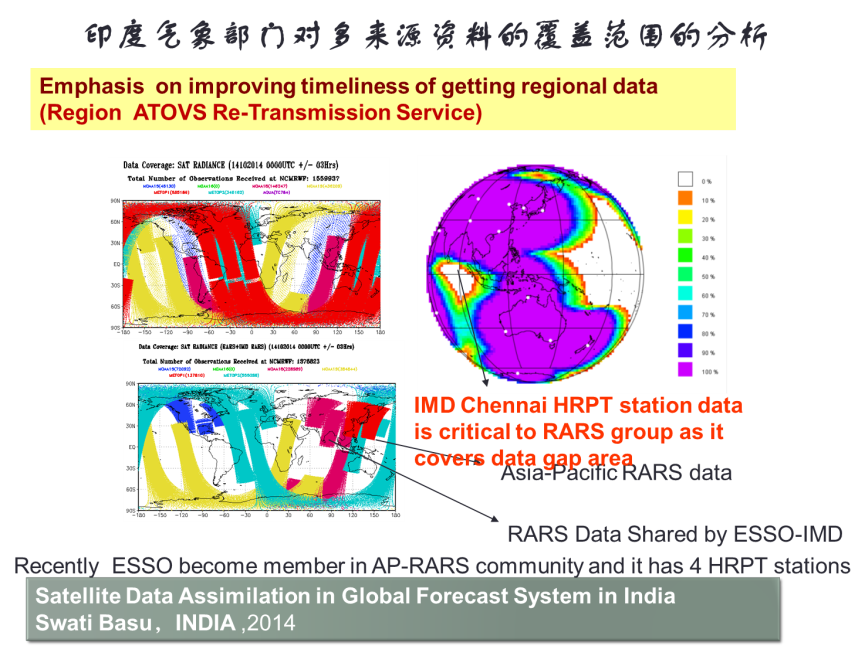 印度气象部门对多来源资料的覆盖范围的分析
Emphasis on improving timeliness of getting regional data
(Region ATOVS Re-Transmission Service)
Data Coverage: SAT RADIANCE (14102014 0000UTC +/- 03Hrs)
Total Number of Observations Received at NCMRWF: 1559937
90N
60N
30N
EQ
30S
60S
90S
-180 -150 -120 -90 -60 -30 0 30 60 90 120 150 180
Data Coverage: SAT RADIANCE (RARS+IMD RARS) (14102014 0000UTC +/- 03Hrs)
Total Number of Observations Received at NCMRWF: 1375823
90N
60N
30N
EQ
30S
60S
90S
-180 -150 -120 -90 -60 -30 0 30 60 90 120 150 180
0 %
10 %
20 %
30 %
40 %
50 %
60 %
70 %
80 %
90 %
100 %
IMD Chennai HRPT station data
is critical to RARS group as it
covers data gap area
Asia-Pacific RARS data
RARS Data Shared by ESSO-IMD
Recently ESSO become member in AP-RARS community and it has 4 HRPT stations
Satellite Data Assimilation in Global Forecast System in India
Swati Basu，INDIA ,2014